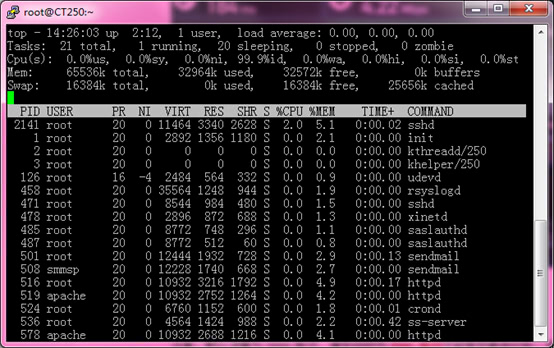 root@CT250:~
top - 14:26:03 up  2:12,  1 user,  load average: 0.00, 0.00, 0.00
Tasks:  21 total,   1 running,  20 sleeping,   0 stopped,   0 zombie
Cpu(s):  0.0%us,  0.0%sy,  0.0%ni, 99.9%id,  0.0%wa,  0.0%hi,  0.0%si,  0.0%st
Mem:     65536k total,    32964k used,    32572k free,        0k buffers
Swap:    16384k total,        0k used,    16384k free,    25656k cached
PID USER      PR  NI  VIRT  RES  SHR S %CPU %MEM    TIME+  COMMAND
2141 root      20   0 11464 3340 2628 S  2.0  5.1   0:00.02 sshd
1 root      20   0  2892 1356 1180 S  0.0  2.1   0:00.00 init
2 root      20   0     0    0    0 S  0.0  0.0   0:00.00 kthreadd/250
3 root      20   0     0    0    0 S  0.0  0.0   0:00.00 khelper/250
126 root      16  -4  2484  564  332 S  0.0  0.9   0:00.00 udevd
458 root      20   0 35564 1248  944 S  0.0  1.9   0:00.00 rsyslogd
471 root      20   0  8544  984  480 S  0.0  1.5   0:00.00 sshd
478 root      20   0  2896  872  688 S  0.0  1.3   0:00.00 xinetd
485 root      20   0  8772  748  296 S  0.0  1.1   0:00.00 saslauthd
487 root      20   0  8772  512   60 S  0.0  0.8   0:00.00 saslauthd
501 root      20   0 12444 1932  728 S  0.0  2.9   0:00.13 sendmail
508 smmsp     20   0 12228 1740  668 S  0.0  2.7   0:00.00 sendmail
516 root      20   0 10932 3216 1792 S  0.0  4.9   0:00.17 httpd
519 apache    20   0 10932 2752 1264 S  0.0  4.2   0:00.00 httpd
524 root      20   0  6760 1152  600 S  0.0  1.8   0:00.01 crond
536 root      20   0  4564 1424  988 S  0.0  2.2   0:00.42 ss-server
578 apache    20   0 10932 2688 1216 S  0.0  4.1   0:00.00 httpd